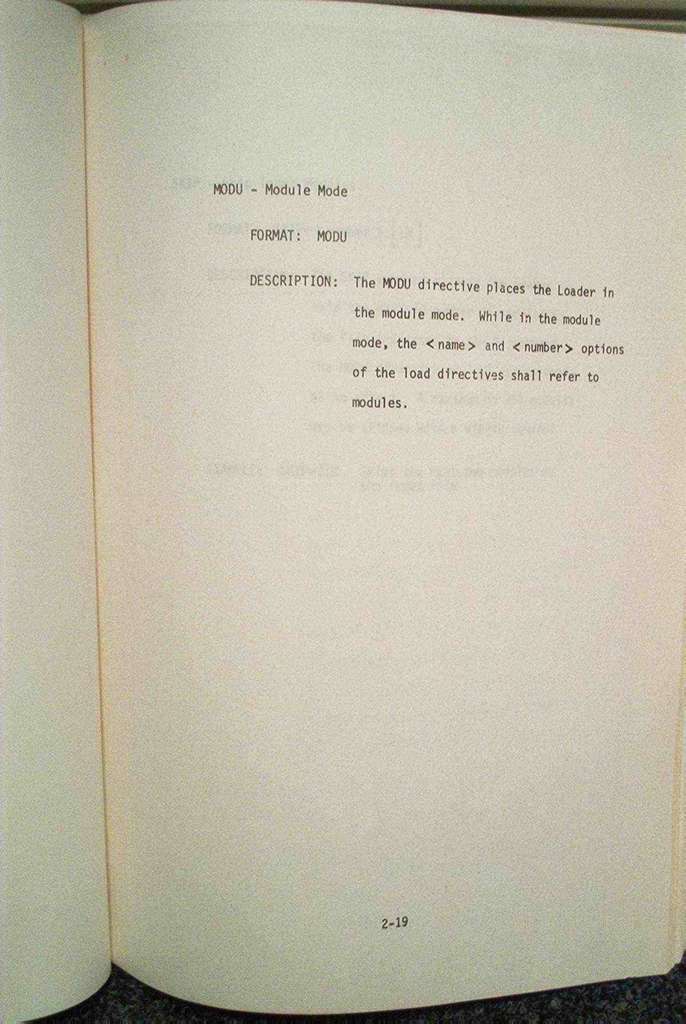 MODU - Module Mode
FORMAT: MODU
DESCRIPTION: The MODU directive places the Loader in
the module mode. While in the module
mode, the <name> and <number> options
of the load directives shall refer to
modules.
2-19